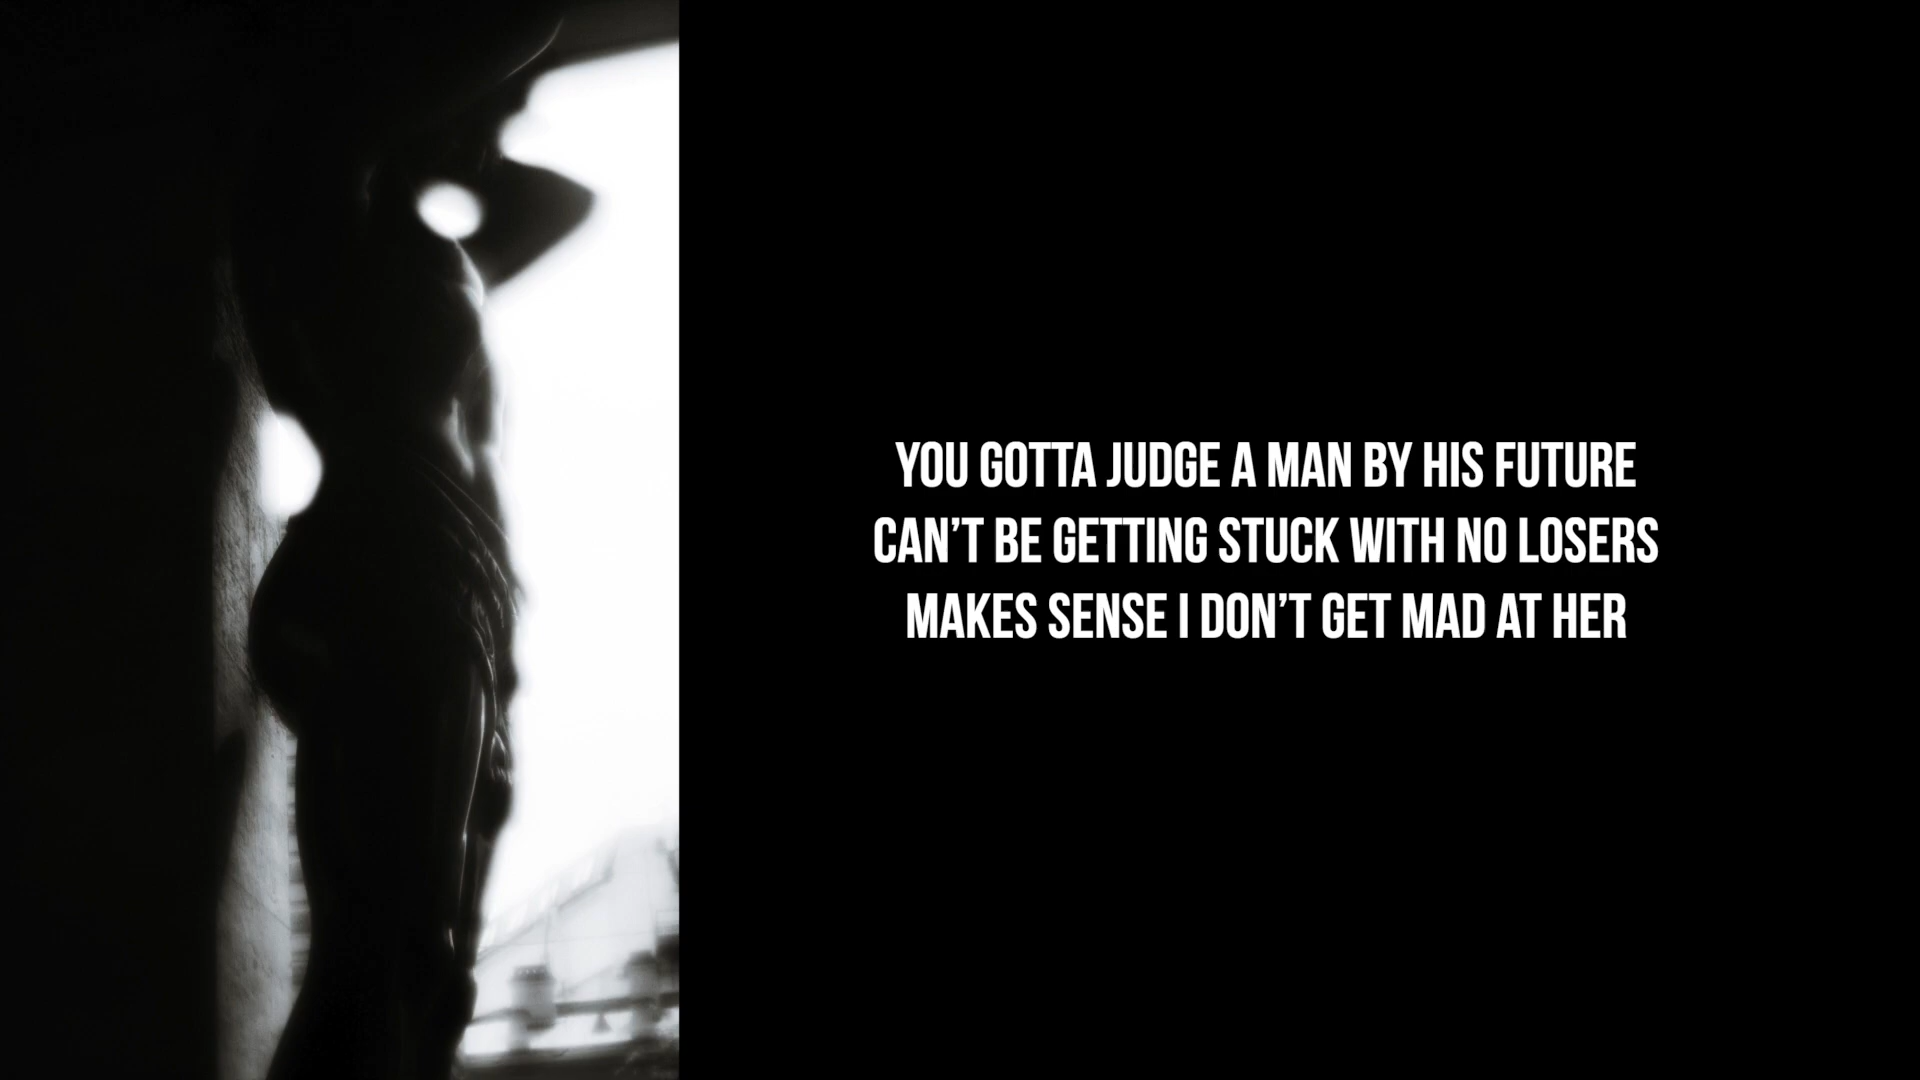 YOU GOTTA JUDGE A MAN BY HIS FUTURE
CAN'T BE GETTING STUCK WITH NO LOSERS
MAKES SENSE I DON'T GET MAD AT HER